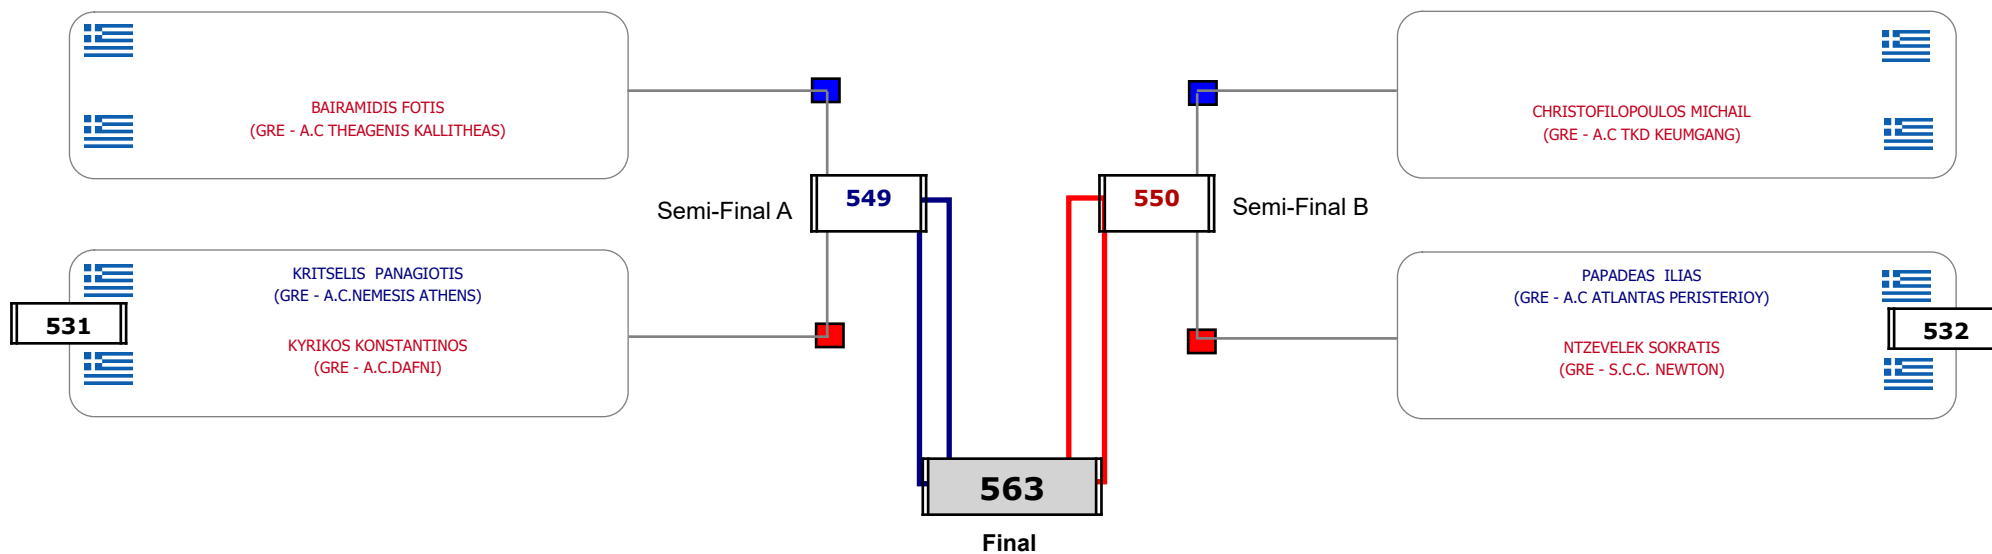 BAIRAMIDIS FOTIS
(GRE - A.C THEAGENIS KALLITHEAS)
CHRISTOFILOPOULOS MICHAIL
(GRE - A.C TKD KEUMGANG)
Semi-Final A
549
550
Semi-Final B
531
KRITSELIS  PANAGIOTIS
(GRE - A.C.NEMESIS ATHENS)
KYRIKOS KONSTANTINOS
(GRE - A.C.DAFNI)
PAPADEAS  ILIAS
(GRE - A.C ATLANTAS PERISTERIOY)
NTZEVELEK SOKRATIS
(GRE - S.C.C. NEWTON)
532
563
Final